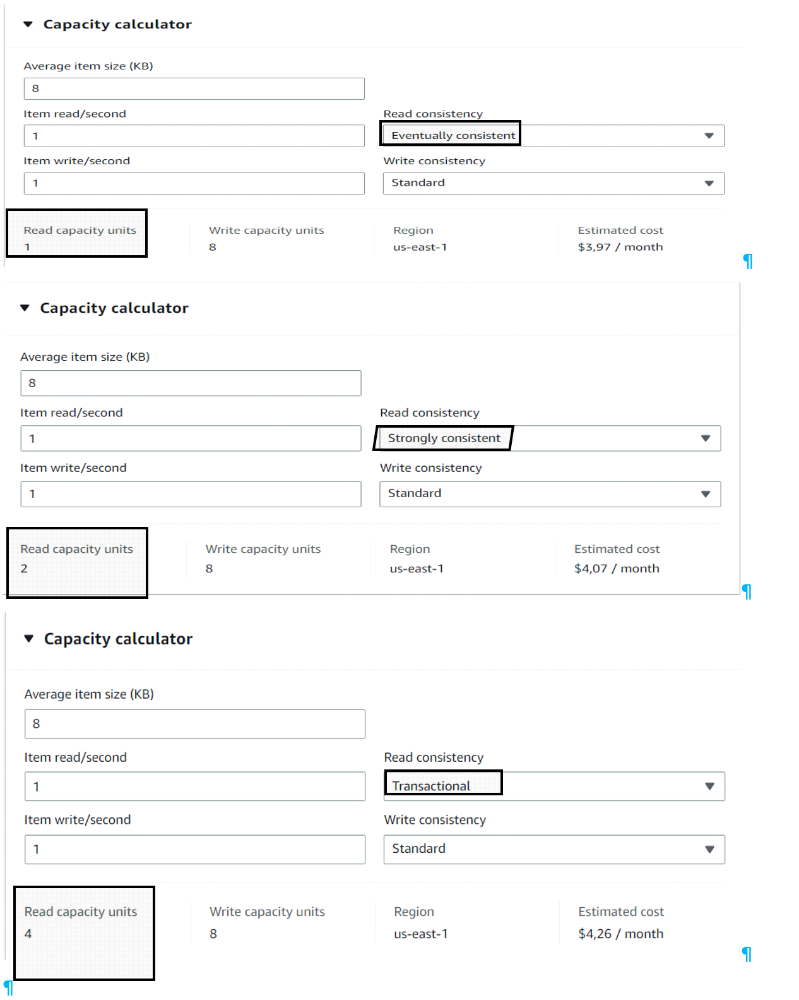 Capacity calculator
Average item size (KB)
8
Item read/second
Read consistency
1
Eventually consistent
Item write/second
Write consistency
1
Standard
Read capacity units
Write capacity units
Region
Estimated cost
1
8
us-east-1
$3,97 / month
¶
Capacity calculator
Average item size (KB)
8
Item read/second
Read consistency
1
Strongly consistent
Item write/second
Write consistency
1
Standard
Read capacity units
Write capacity units
Region
Estimated cost
2
8
us-east-1
$4,07 / month
¶
Capacity calculator
Average item size (KB)
8
Item read/second
Read consistency
1
Transactional
Item write/second
Write consistency
1
Standard
Read capacity units
Write capacity units
Region
Estimated cost
4
8
us-east-1
$4,26 / month
¶
¶